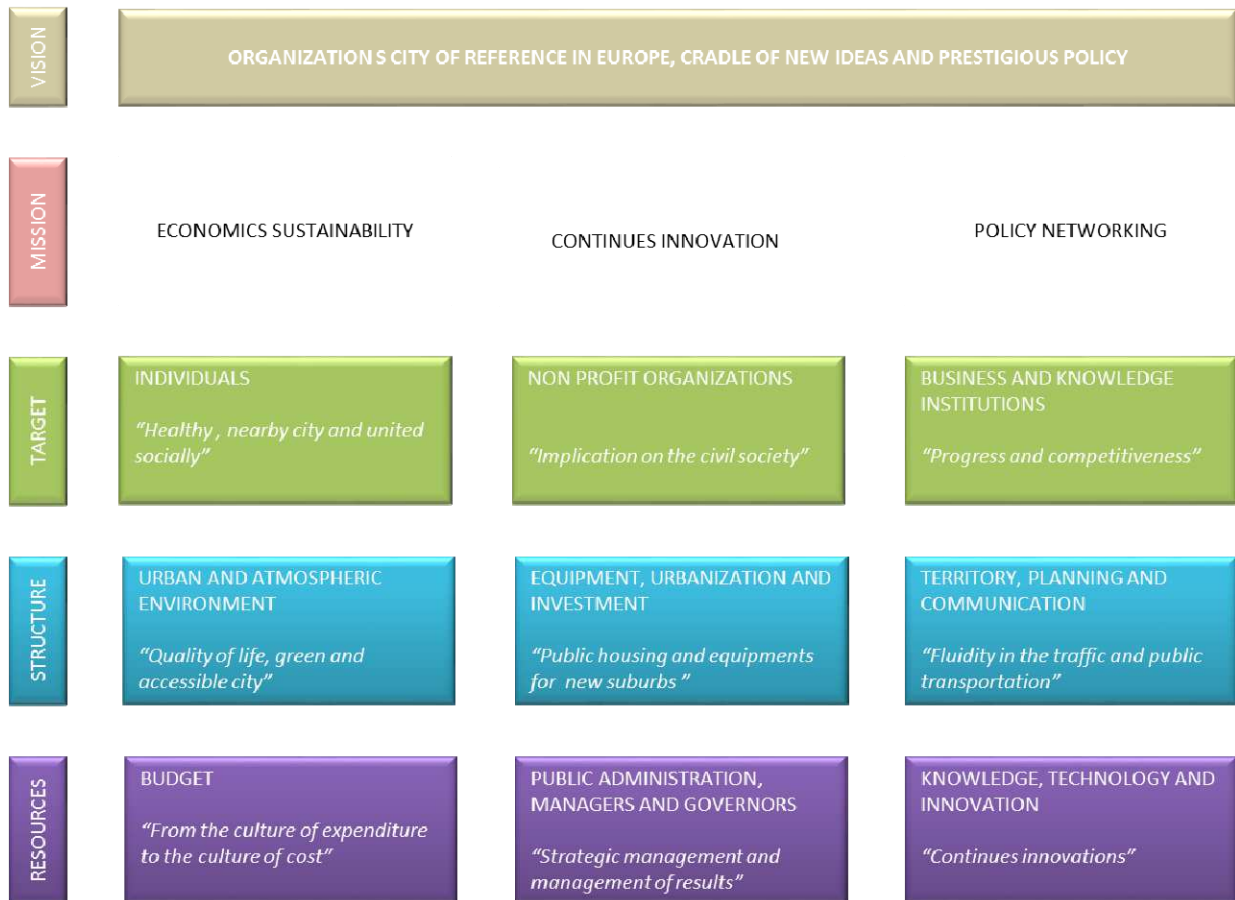 VISION
ORGANIZATIONS CITY OF REFERENCE IN EUROPE, CRADLE OF NEW IDEAS AND PRESTIGIOUS POLICY
MISSION
ECONOMICS SUSTAINABILITY
CONTINUES INNOVATION
POLICY NETWORKING
TARGET
INDIVIDUALS
“Healthy , nearby city and united
socially”
NON PROFIT ORGANIZATIONS
“Implication on the civil society”
BUSINESS AND KNOWLEDGE
INSTITUTIONS
“Progress and competitiveness”
STRUCTURE
URBAN AND ATMOSPHERIC
ENVIRONMENT
“Quality of life, green and
accessible city”
EQUIPMENT, URBANIZATION AND
INVESTMENT
“Public housing and equipments
for new suburbs ”
TERRITORY, PLANNING AND
COMMUNICATION
“Fluidity in the traffic and public
transportation”
RESOURCES
BUDGET
“From the culture of expenditure
to the culture of cost”
PUBLIC ADMINISTRATION,
MANAGERS AND GOVERNORS
“Strategic management and
management of results”
KNOWLEDGE, TECHNOLOGY AND
INNOVATION
“Continues innovations”